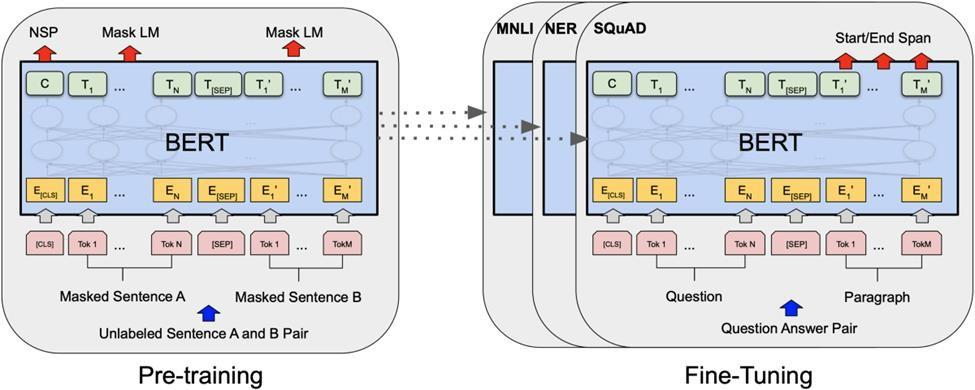 NSP Mask LM Mask LM
C T1 ... TN T[SEP] T1' ... TM'
BERT
E[CLS] E1 ... EN E[SEP] E1' ... EM'
[CLS] Tok 1 ... Tok N [SEP] Tok 1 ... TokM
Masked Sentence A Masked Sentence B
Unlabeled Sentence A and B Pair
Pre-training
MNLI NER SQuAD
Start/End Span
C T1 ... TN T[SEP] T1' ... TM'
BERT
E[CLS] E1 ... EN E[SEP] E1' ... EM'
[CLS] Tok 1 ... Tok N [SEP] Tok 1 ... TokM
Question Paragraph
Question Answer Pair
Fine-Tuning